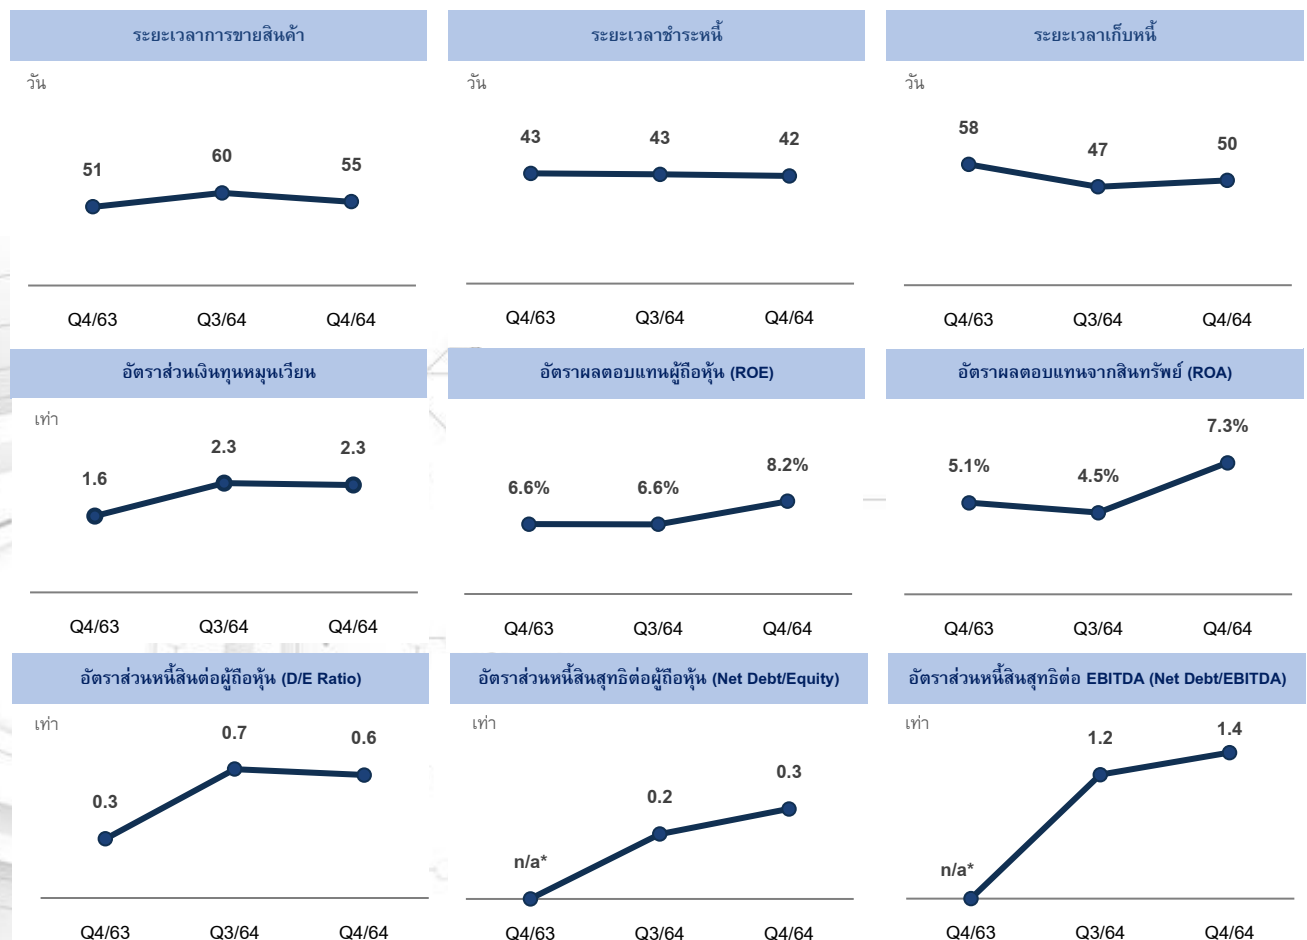 ระยะเวลาการขายสินค้า
วัน
51
60
55
Q4/63
Q3/64
Q4/64
ระยะเวลาชำระหนี้
วัน
43
43
42
Q4/63
Q3/64
Q4/64
ระยะเวลาเก็บหนี้
วัน
58
47
50
Q4/63
Q3/64
Q4/64
อัตราส่วนเงินทุนหมุนเวียน
เท่า
1.6
2.3
2.3
Q4/63
Q3/64
Q4/64
อัตราผลตอบแทนผู้ถือหุ้น (ROE)
6.6%
6.6%
8.2%
Q4/63
Q3/64
Q4/64
อัตราผลตอบแทนจากสินทรัพย์ (ROA)
5.1%
4.5%
7.3%
Q4/63
Q3/64
Q4/64
อัตราส่วนหนี้สินต่อผู้ถือหุ้น (D/E Ratio)
เท่า
0.3
0.7
0.6
Q4/63
Q3/64
Q4/64
อัตราส่วนหนี้สินสุทธิต่อผู้ถือหุ้น (Net Debt/Equity)
เท่า
n/a*
0.2
0.3
Q4/63
Q3/64
Q4/64
อัตราส่วนหนี้สินสุทธิต่อ EBITDA (Net Debt/EBITDA)
เท่า
n/a*
1.2
1.4
Q4/63
Q3/64
Q4/64